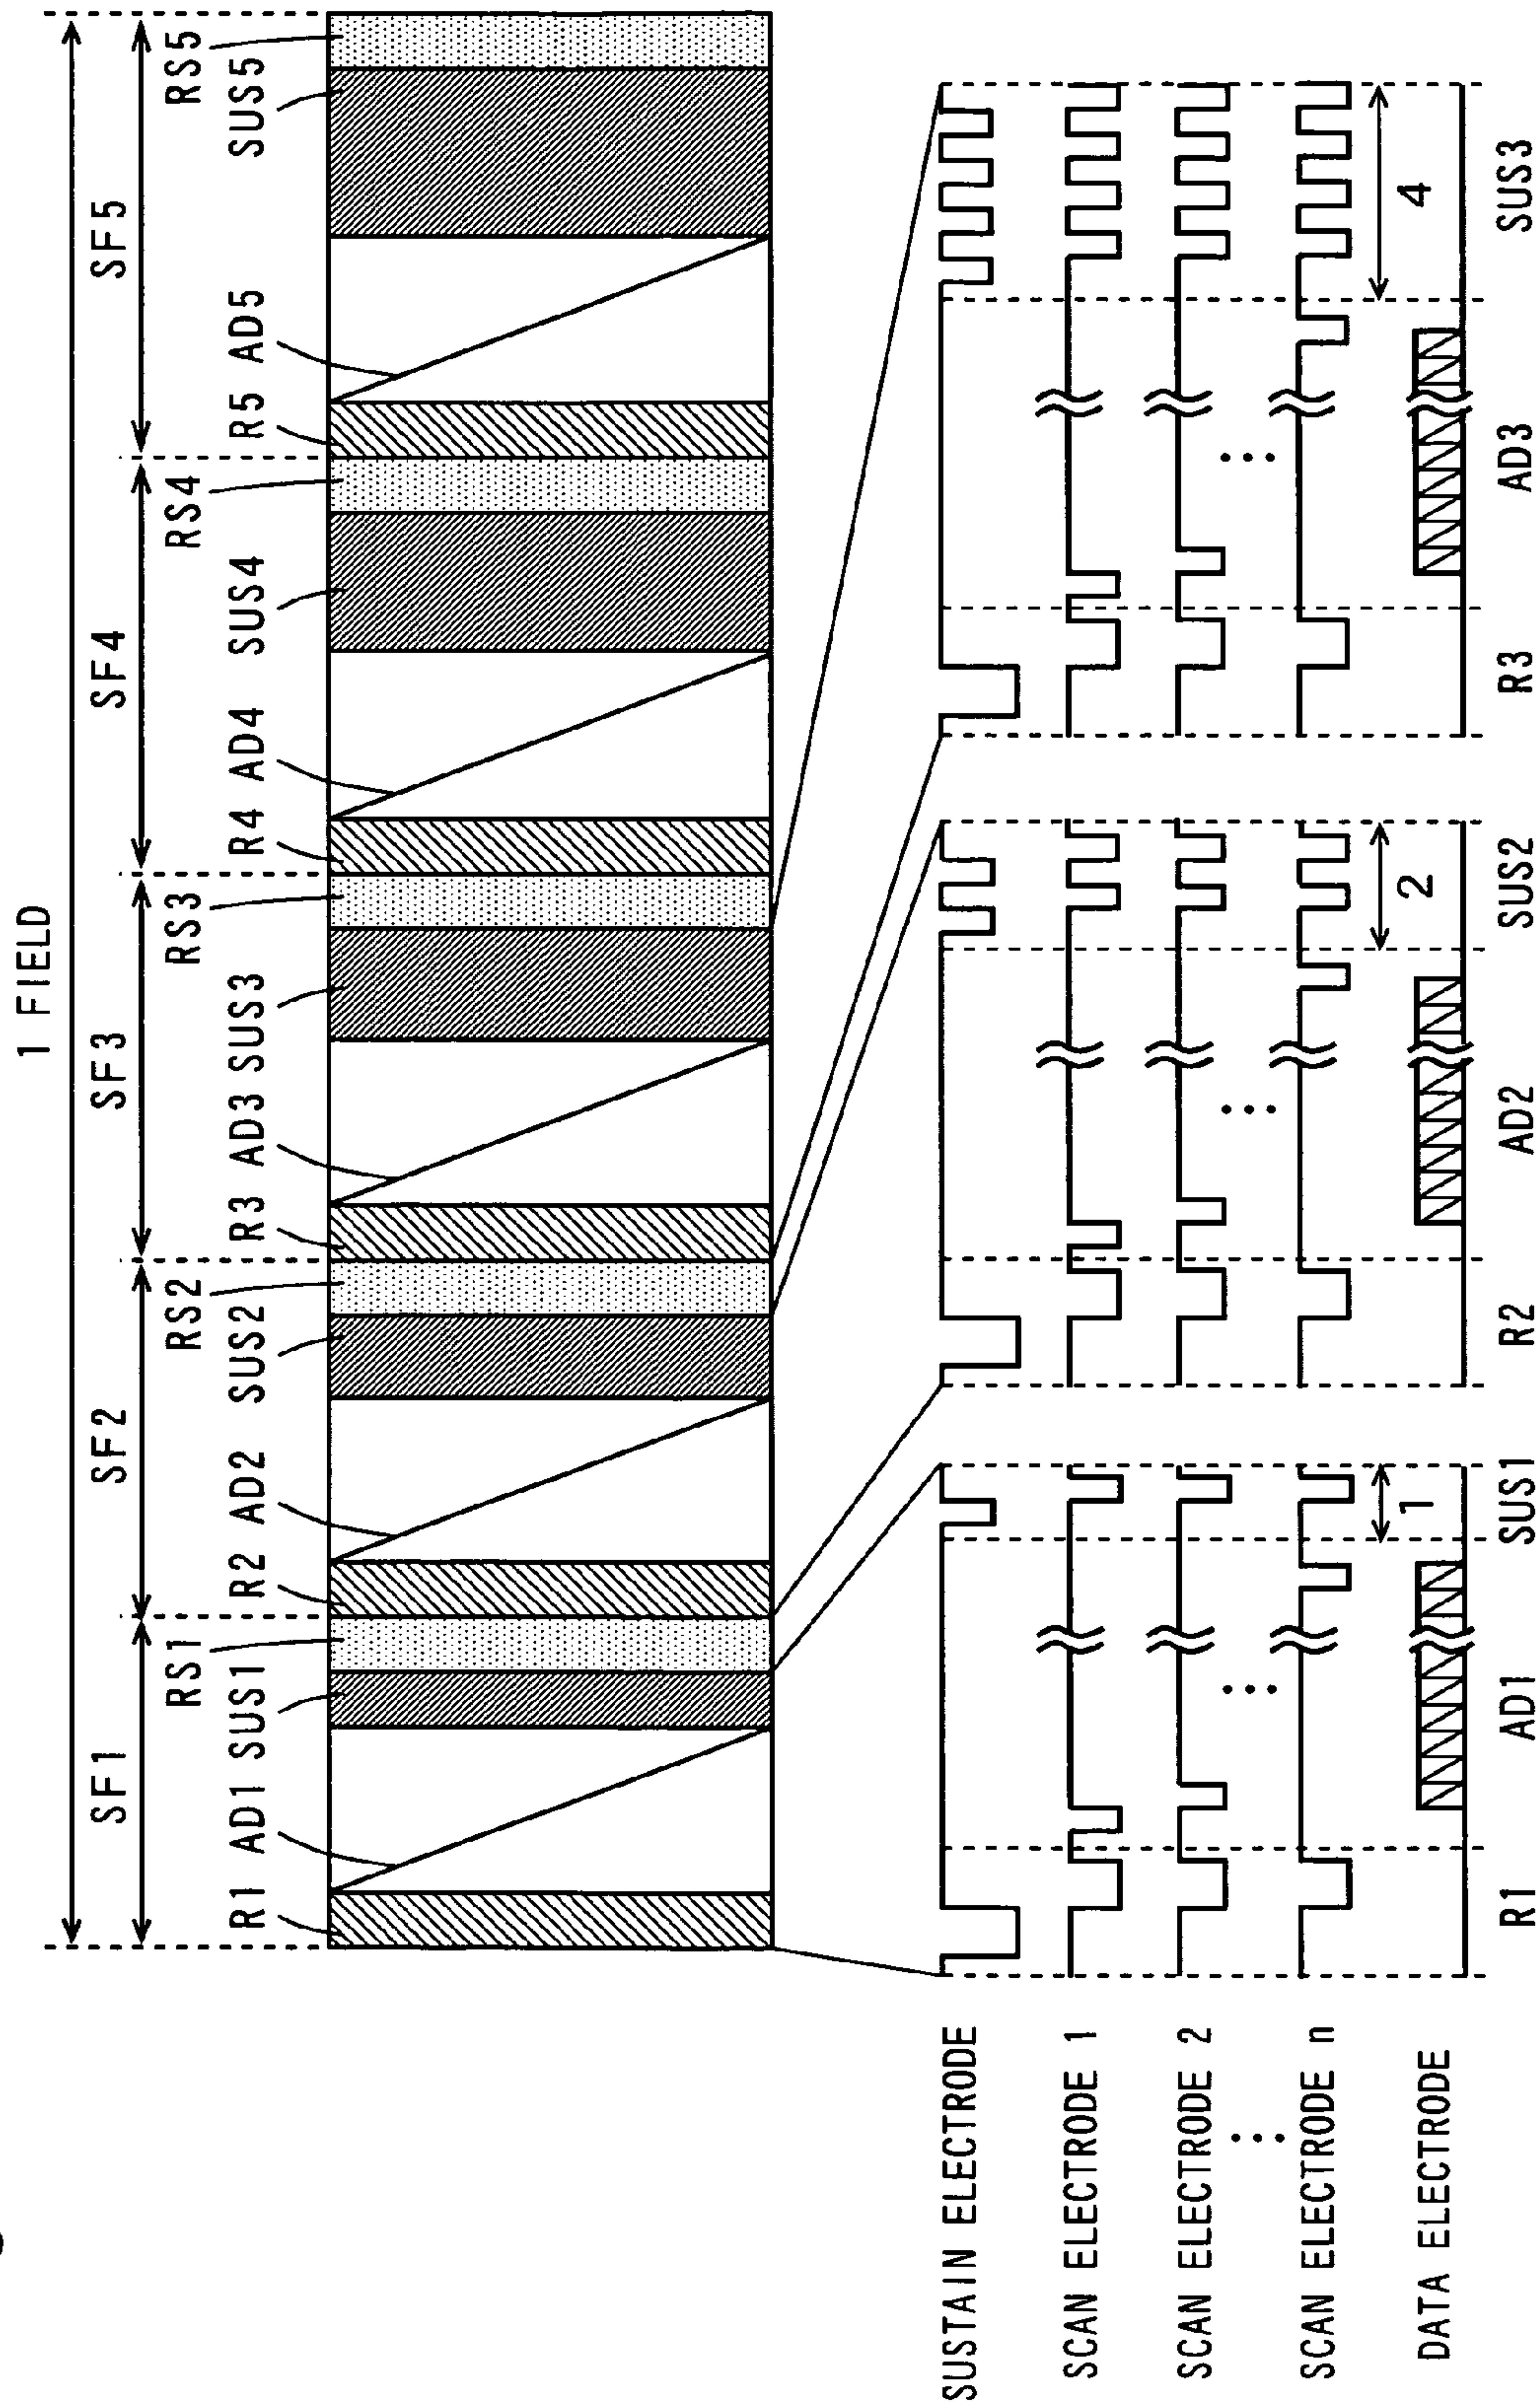 1 FIELD
SF1 SF2 SF3 SF4 SF5
RS1 RS2 RS3 RS4 RS5
R1 AD1 SUS1 R2 AD2 SUS2 R3 AD3 SUS3 R4 AD4 SUS4 R5 AD5 SUS5
SUSTAIN ELECTRODE
SCAN ELECTRODE 1
SCAN ELECTRODE 2
SCAN ELECTRODE n
1 2 4
DATA ELECTRODE
R1 AD1 SUS1 R2 AD2 SUS2 R3 AD3 SUS3